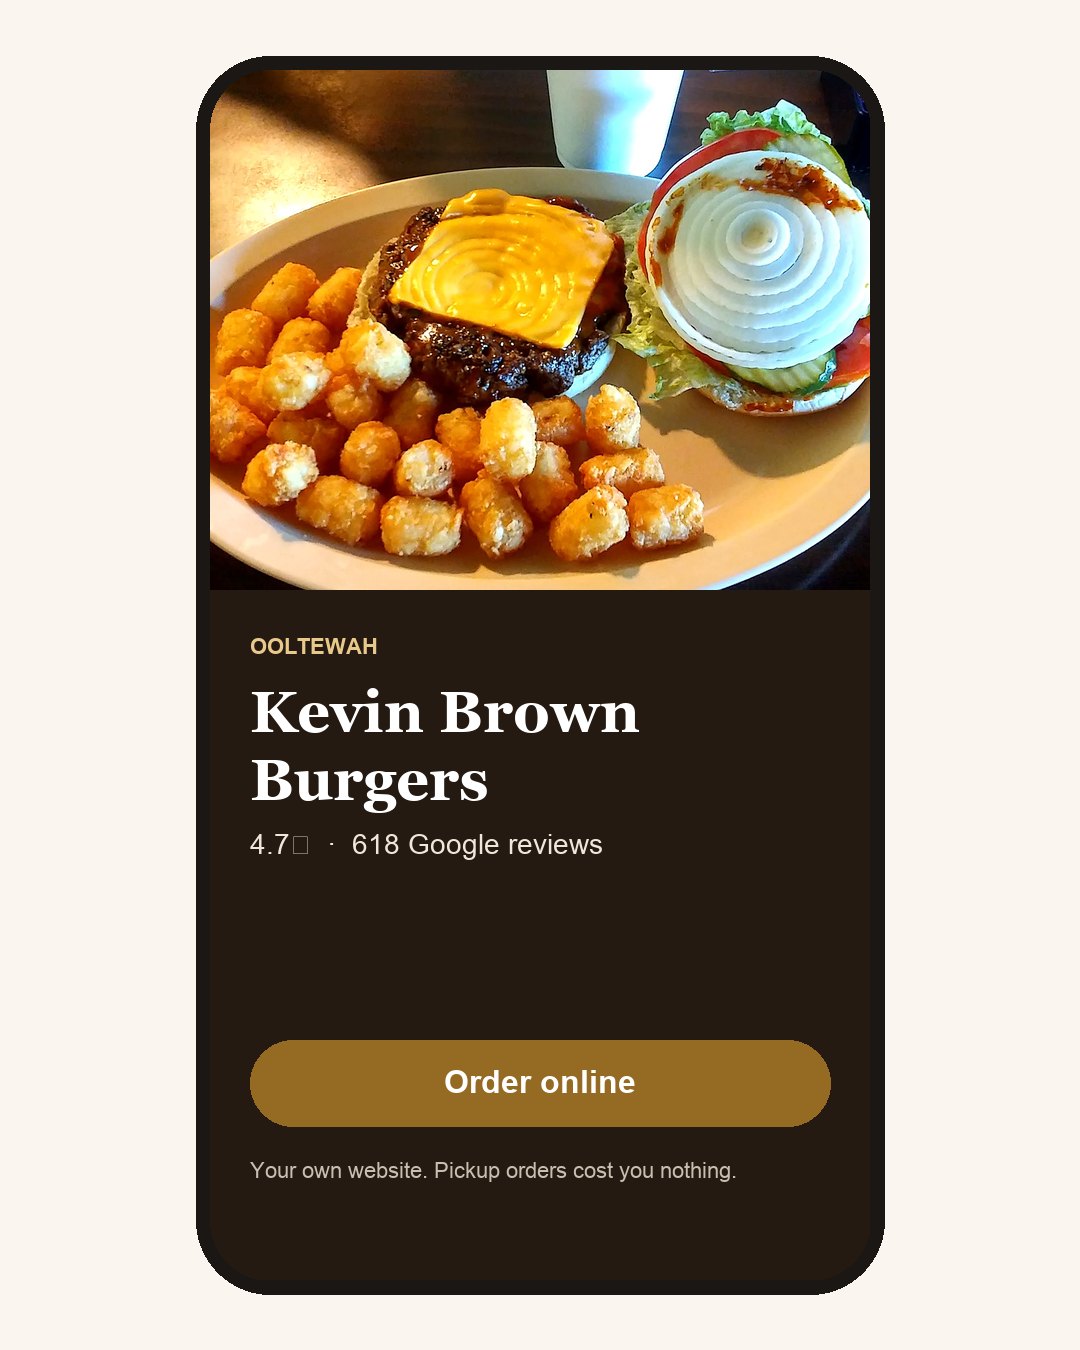 OOLTEWAH
Kevin Brown
Burgers
4.7□ · 618 Google reviews
Order online
Your own website. Pickup orders cost you nothing.